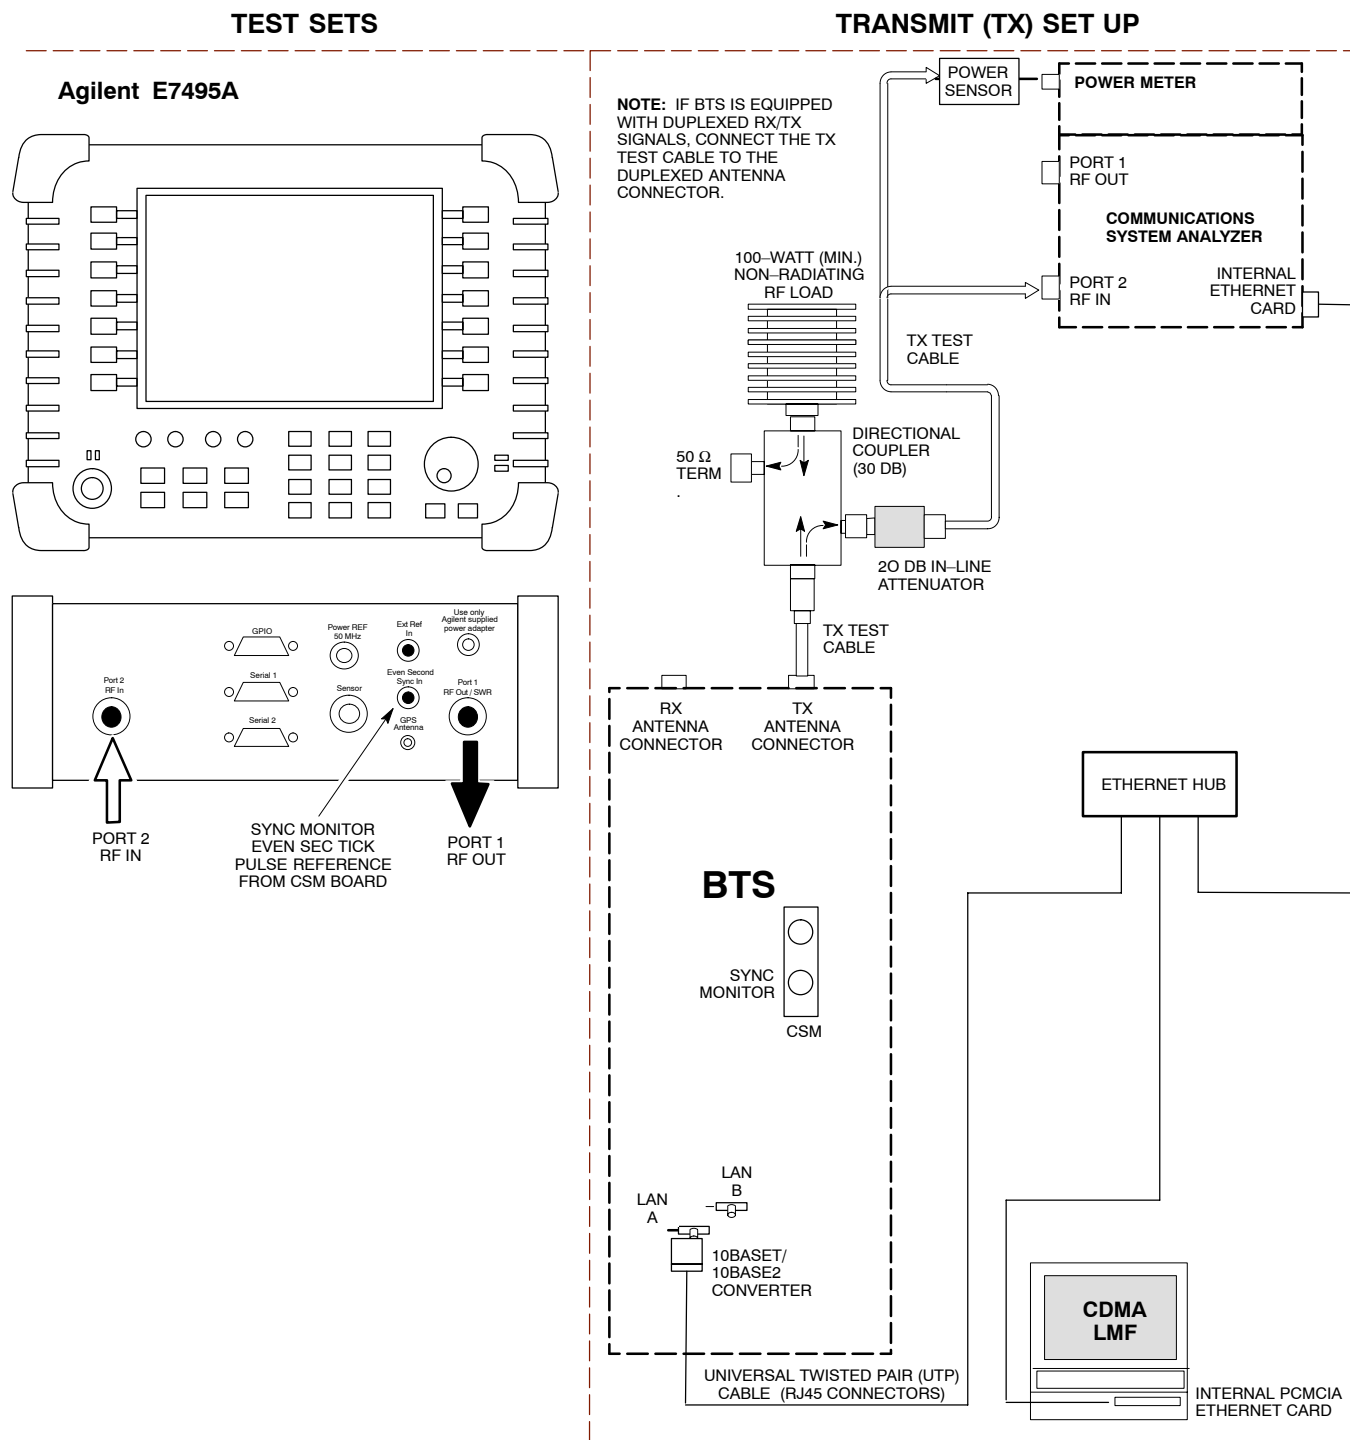 TEST SETS
TRANSMIT (TX) SET UP
Agilent E7495A
GPIO
Serial 1
Serial 2
Power REF
50 MHz
Sensor
Ext Ref
In
Even Second
Sync In
GPS
Antenna
Use only
Agilent supplied
power adapter
Port 1
RF Out / SWR
Port 2
RF In
PORT 2
RF IN
SYNC MONITOR
EVEN SEC TICK
PULSE REFERENCE
FROM CSM BOARD
PORT 1
RF OUT
NOTE: IF BTS IS EQUIPPED
WITH DUPLEXED RX/TX
SIGNALS, CONNECT THE TX
TEST CABLE TO THE
DUPLEXED ANTENNA
CONNECTOR.
POWER
SENSOR
POWER METER
PORT 1
RF OUT
COMMUNICATIONS
SYSTEM ANALYZER
PORT 2
RF IN
INTERNAL
ETHERNET
CARD
100–WATT (MIN.)
NON–RADIATING
RF LOAD
TX TEST
CABLE
50 Ω
TERM
.
DIRECTIONAL
COUPLER
(30 DB)
2O DB IN–LINE
ATTENUATOR
TX TEST
CABLE
RX
ANTENNA
CONNECTOR
TX
ANTENNA
CONNECTOR
ETHERNET HUB
BTS
SYNC
MONITOR
CSM
LAN
B
LAN
A
10BASET/
10BASE2
CONVERTER
UNIVERSAL TWISTED PAIR (UTP)
CABLE (RJ45 CONNECTORS)
CDMA
LMF
INTERNAL PCMCIA
ETHERNET CARD